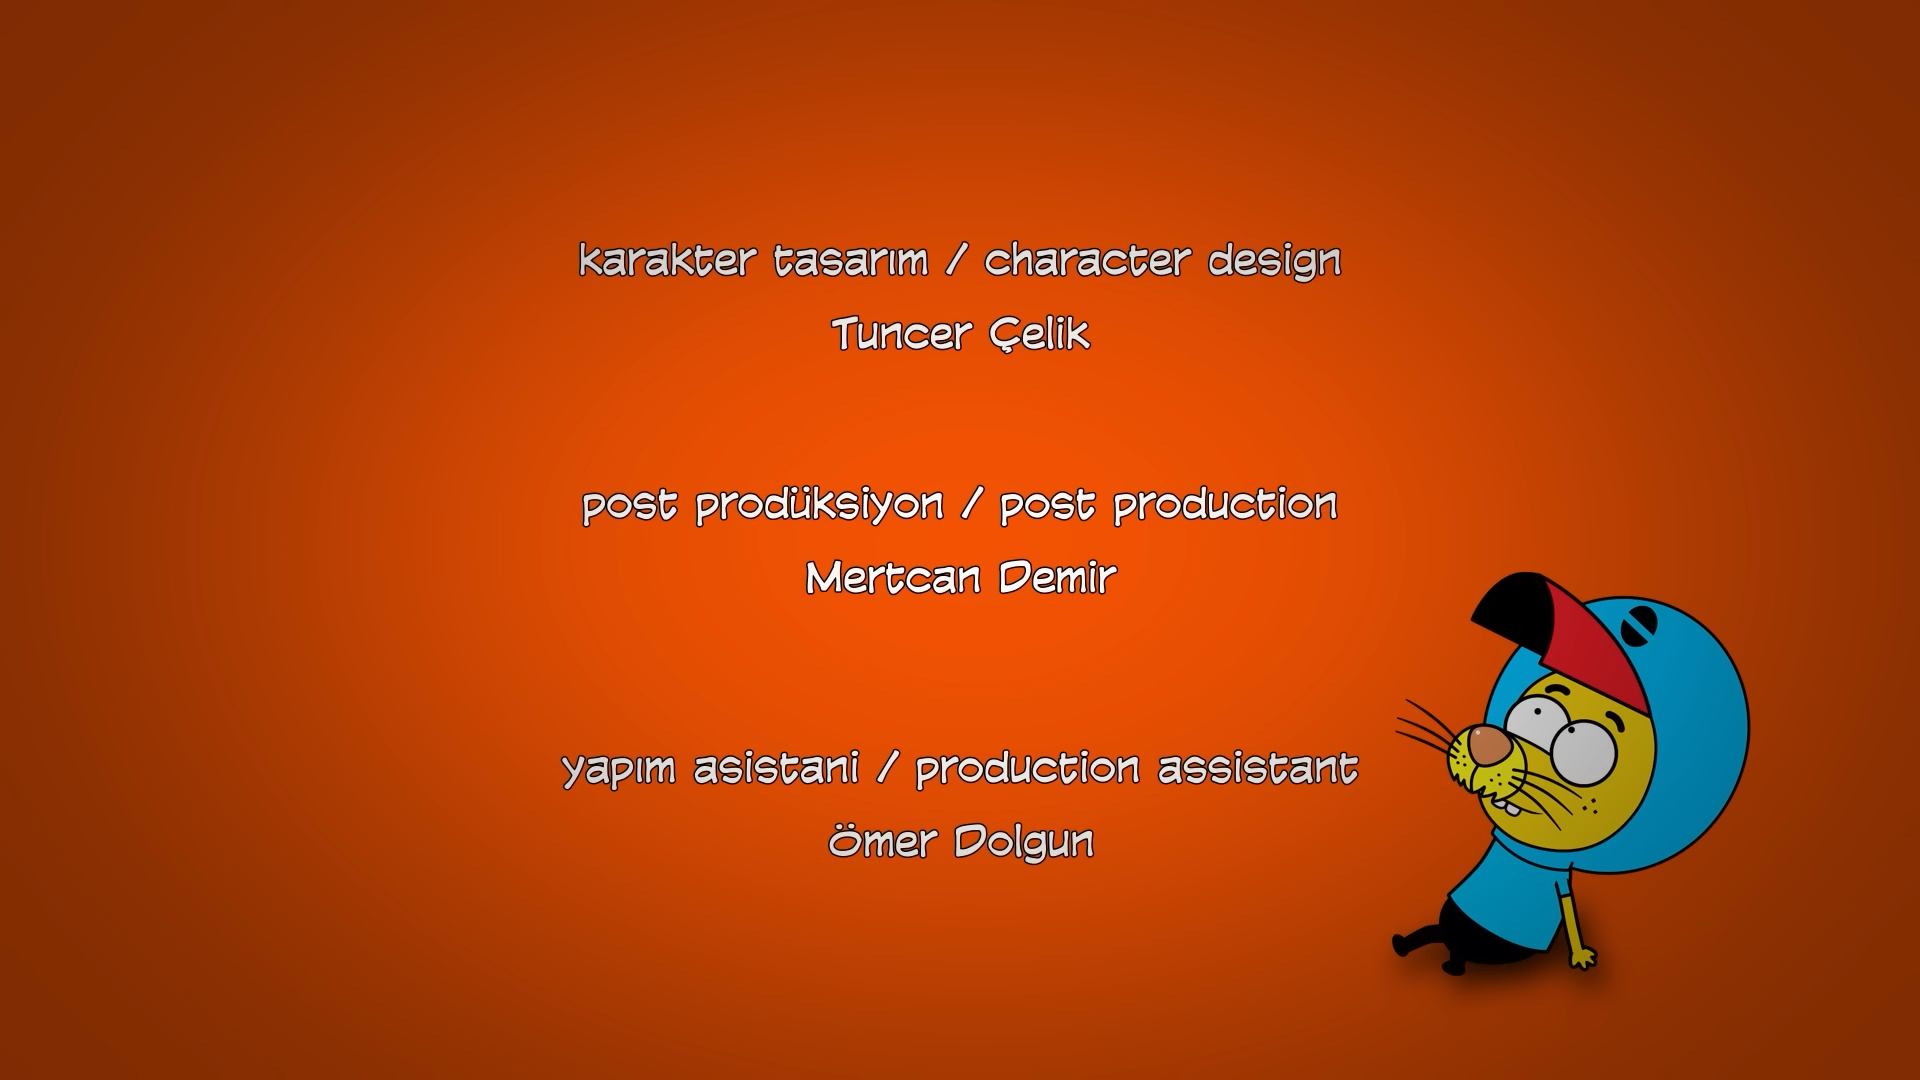 karakter tasarım / character design
Tuncer Çelik
post prodüksiyon / post production
Mertcan Demir
yapım asistani / production assistant
Ömer Dolgun